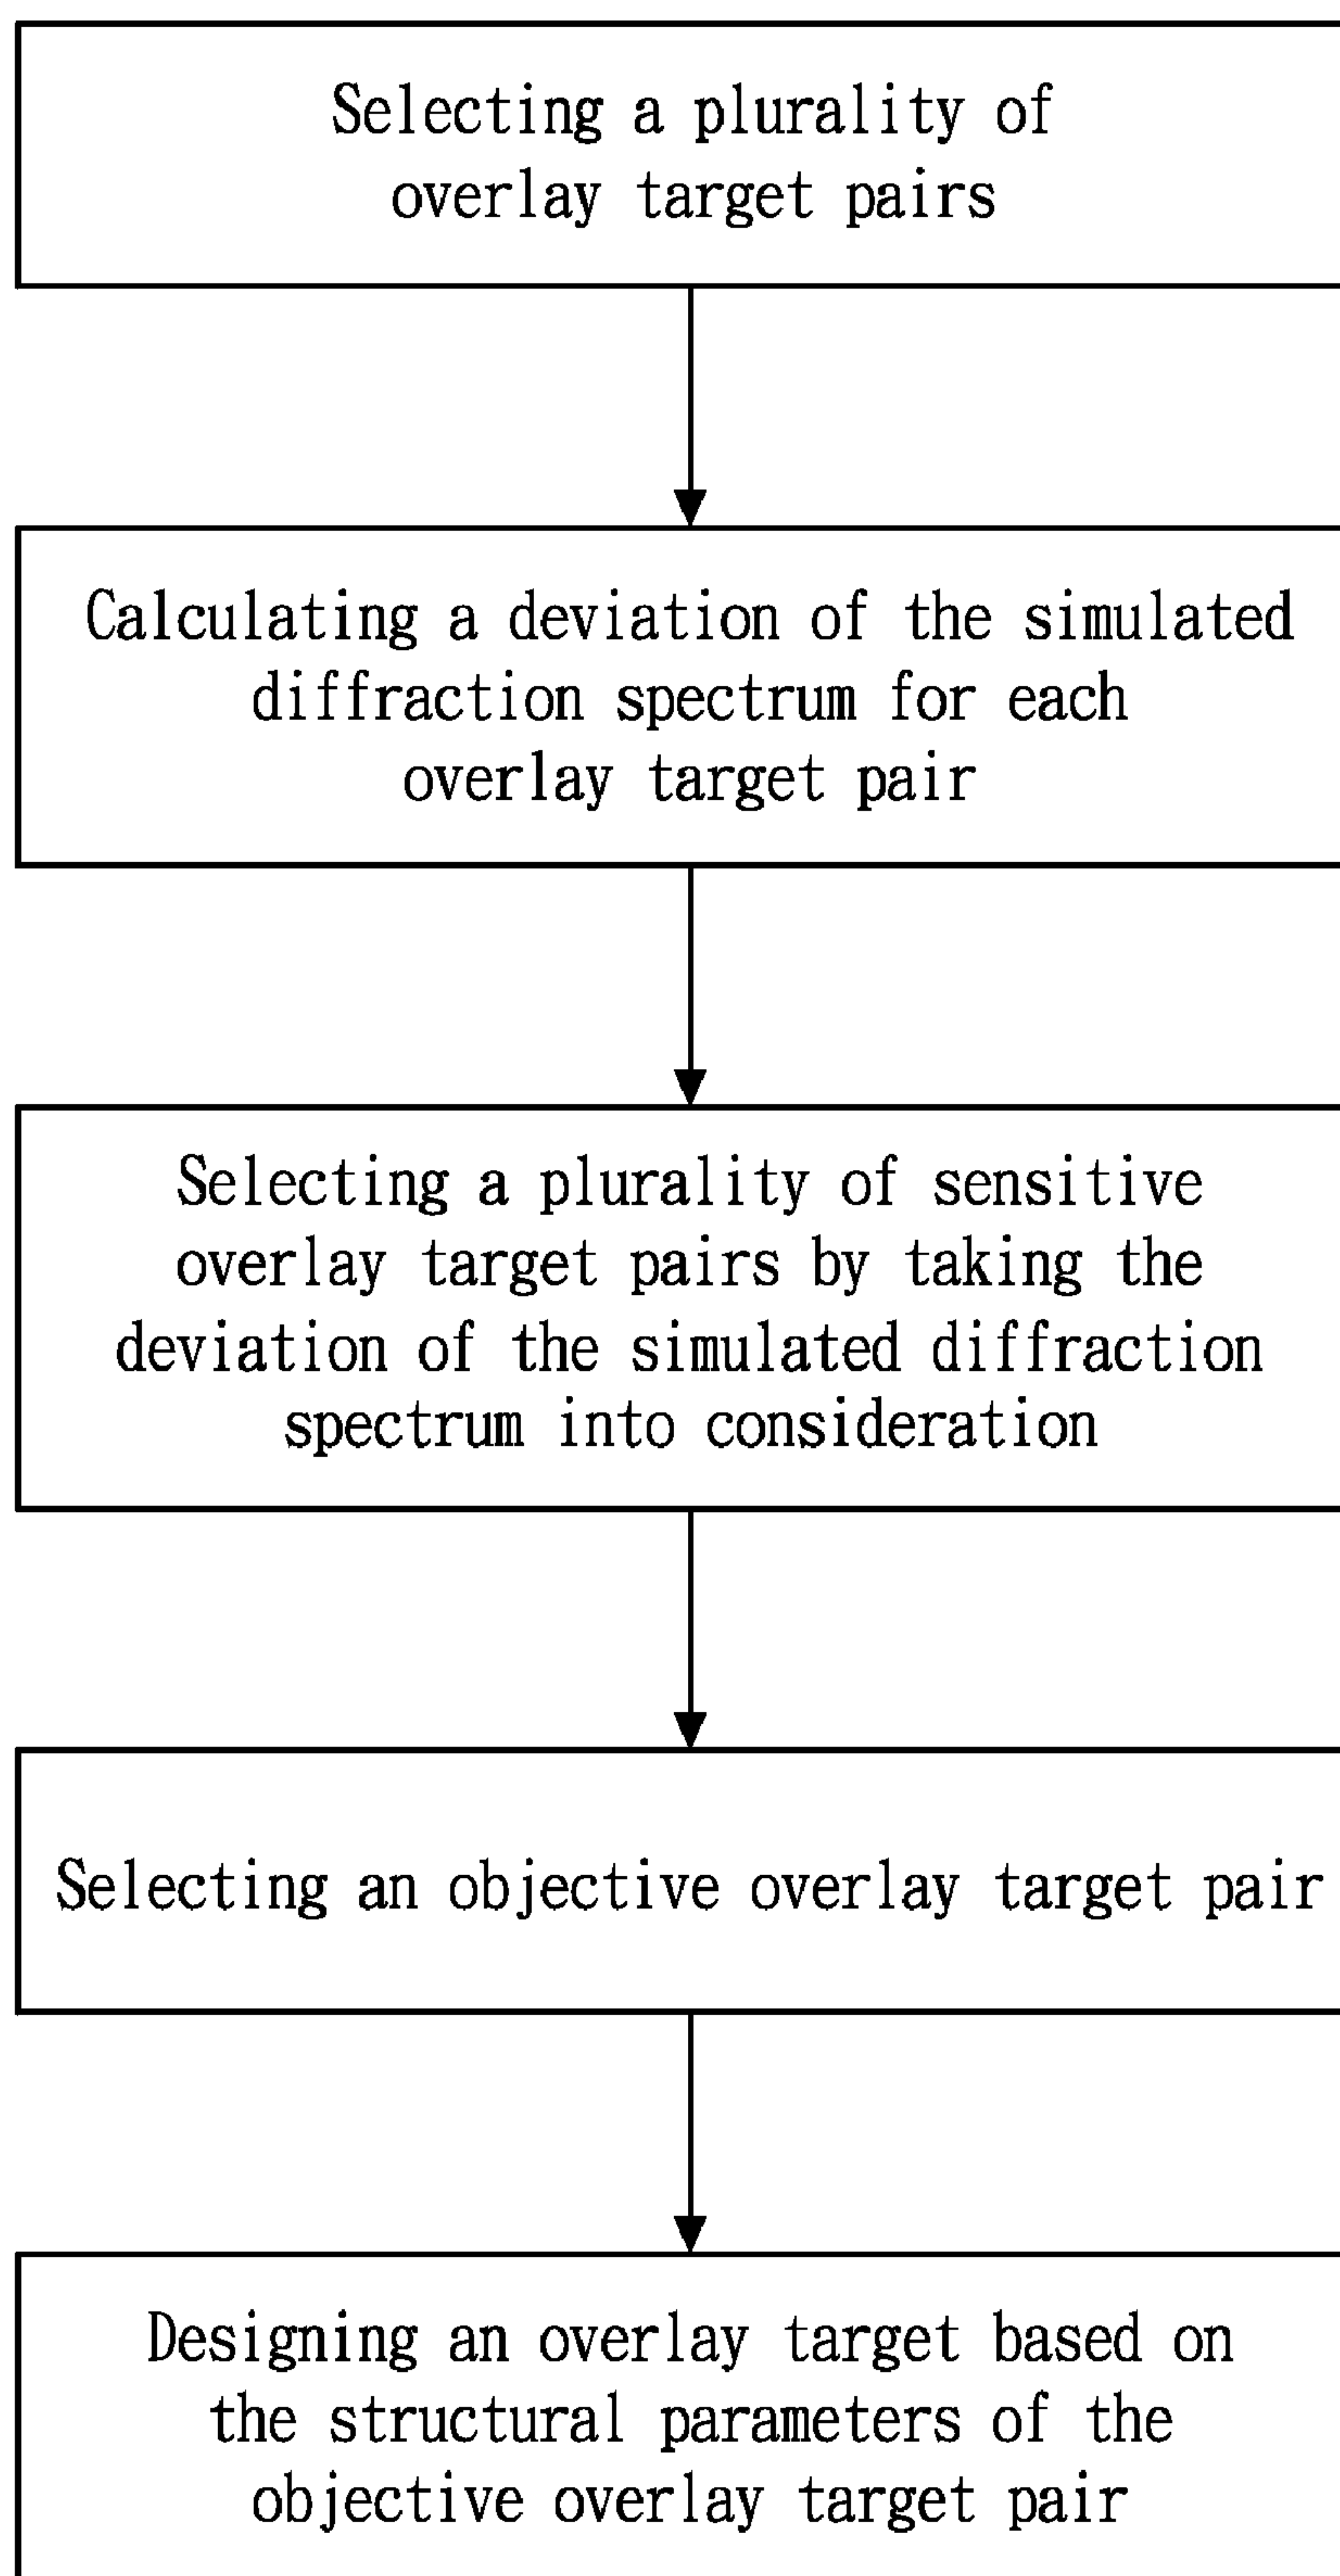 Selecting a plurality of
overlay target pairs
Calculating a deviation of the simulated
diffraction spectrum for each
overlay target pair
Selecting a plurality of sensitive
overlay target pairs by taking the
deviation of the simulated diffraction
spectrum into consideration
Selecting an objective overlay target pair
Designing an overlay target based on
the structural parameters of the
objective overlay target pair